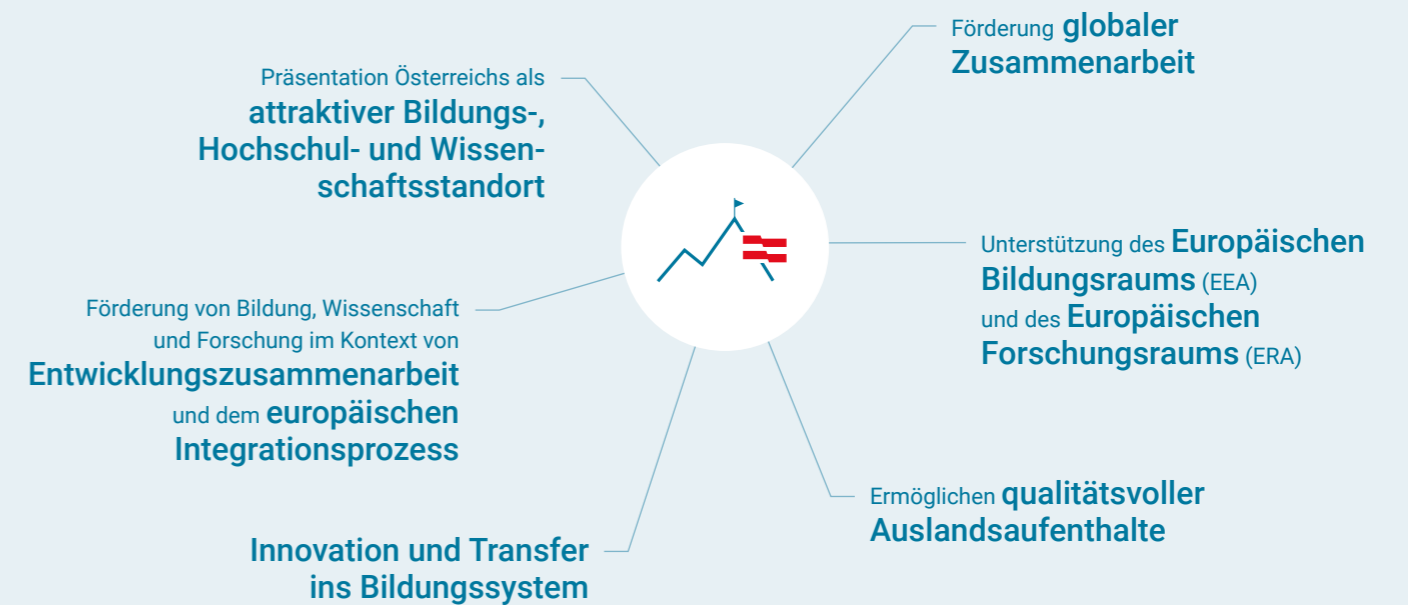 Förderung globaler
Zusammenarbeit
Präsentation Österreichs als
attraktiver Bildungs-,
Hochschul- und Wissen-
schaftsstandort
Unterstützung des Europäischen
Bildungsraums (EEA)
und des Europäischen
Forschungsraums (ERA)
Förderung von Bildung, Wissenschaft
und Forschung im Kontext von
Entwicklungszusammenarbeit
und dem europäischen
Integrationsprozess
Ermöglichen qualitätsvoller
Auslandsaufenthalte
Innovation und Transfer
ins Bildungssystem